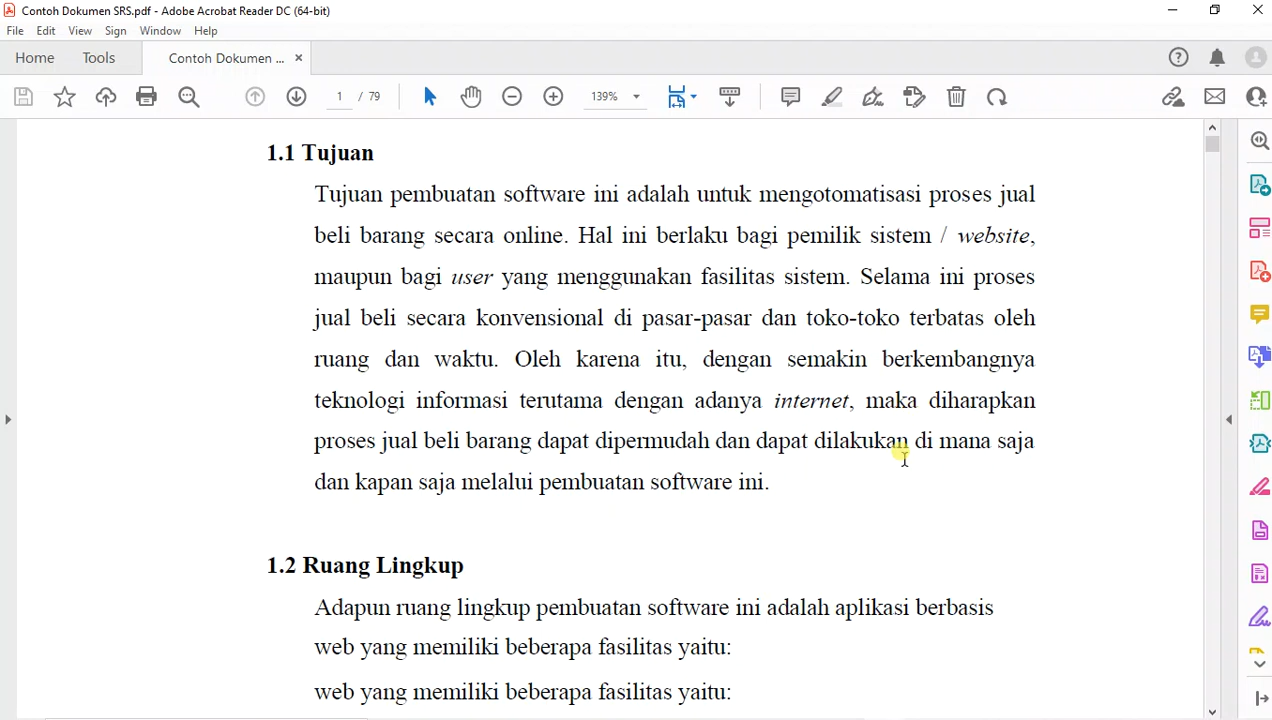 Contoh Dokumen SRS.pdf - Adobe Acrobat Reader DC (64-bit)
File Edit View Sign Window Help
Home Tools Contoh Dokumen ... ×
1 / 79 139%
1.1 Tujuan
Tujuan pembuatan software ini adalah untuk mengotomatisasi proses jual
beli barang secara online. Hal ini berlaku bagi pemilik sistem / website,
maupun bagi user yang menggunakan fasilitas sistem. Selama ini proses
jual beli secara konvensional di pasar-pasar dan toko-toko terbatas oleh
ruang dan waktu. Oleh karena itu, dengan semakin berkembangnya
teknologi informasi terutama dengan adanya internet, maka diharapkan
proses jual beli barang dapat dipermudah dan dapat dilakukan di mana saja
dan kapan saja melalui pembuatan software ini.
1.2 Ruang Lingkup
Adapun ruang lingkup pembuatan software ini adalah aplikasi berbasis
web yang memiliki beberapa fasilitas yaitu:
web yang memiliki beberapa fasilitas yaitu: